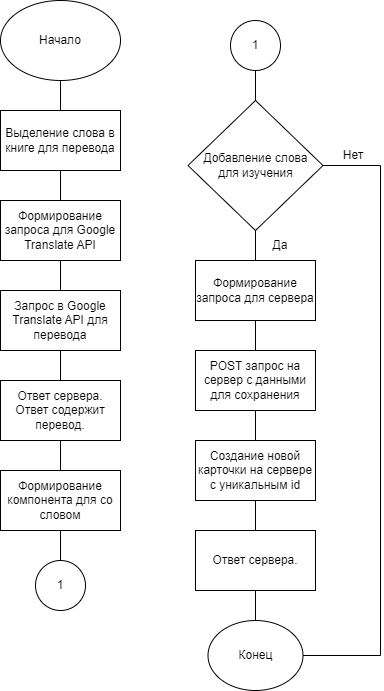 Начало
Выделение слова в
книге для перевода
Формирование
запроса для Google
Translate API
Запрос в Google
Translate API для
перевода
Ответ сервера.
Ответ содержит
перевод.
Формирование
компонента для со
словом
1
1
Добавление слова
для изучения
Нет
Да
Формирование
запроса для сервера
POST запрос на
сервер с данными
для сохранения
Создание новой
карточки на сервере
с уникальным id
Ответ сервера.
Конец